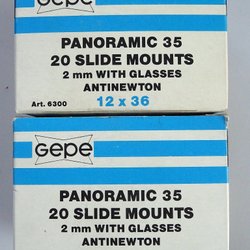 GEPE
PANORAMIC 35
20 SLIDE MOUNTS
2 mm WITH GLASSES
ANTINEWTON
Art. 6300
12 x 36
GEPE
PANORAMIC 35
20 SLIDE MOUNTS
2 mm WITH GLASSES
ANTINEWTON